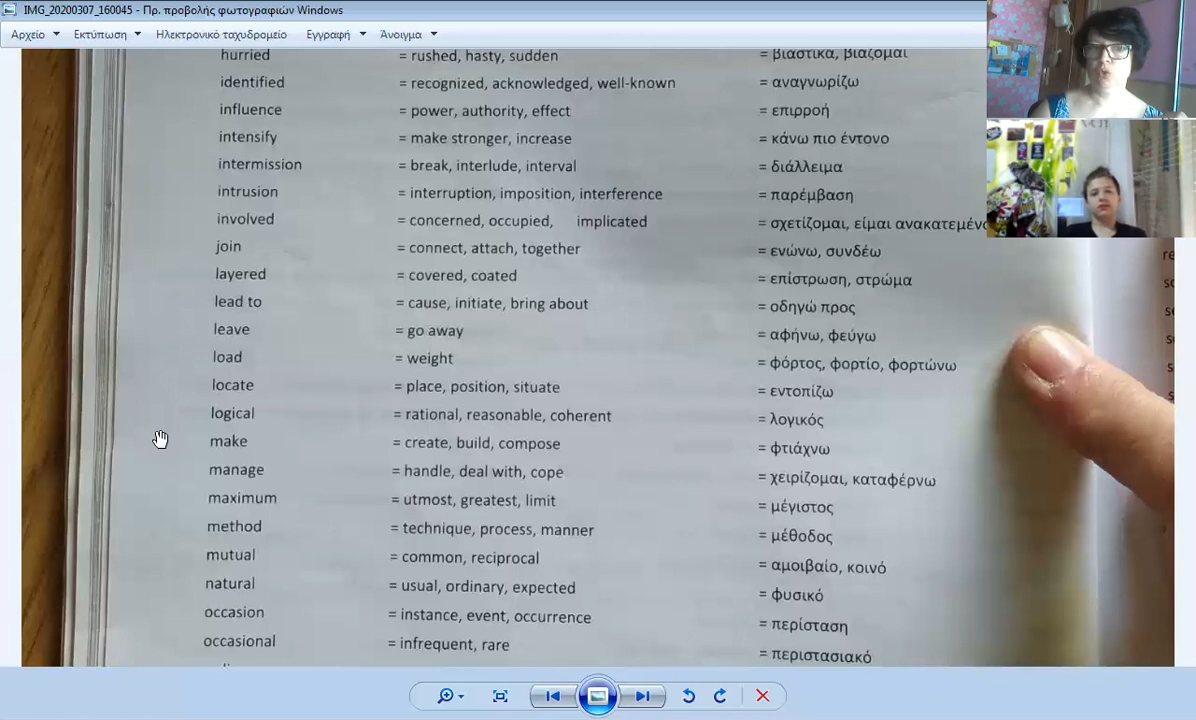 IMG_20200307_160045 - Πρ. προβολής φωτογραφιών Windows
Αρχείο Εκτύπωση Ηλεκτρονικό ταχυδρομείο Εγγραφή Άνοιγμα
hurried = rushed, hasty, sudden = βιαστικά, βιάζομαι
identified = recognized, acknowledged, well-known = αναγνωρίζω
influence = power, authority, effect = επιρροή
intensify = make stronger, increase = κάνω πιο έντονο
intermission = break, interlude, interval = διάλλειμα
intrusion = interruption, imposition, interference = παρέμβαση
involved = concerned, occupied, implicated = σχετίζομαι, είμαι ανακατεμένο
join = connect, attach, together = ενώνω, συνδέω
layered = covered, coated = επίστρωση, στρώμα
lead to = cause, initiate, bring about = οδηγώ προς
leave = go away = αφήνω, φεύγω
load = weight = φόρτος, φορτίο, φορτώνω
locate = place, position, situate = εντοπίζω
logical = rational, reasonable, coherent = λογικός
make = create, build, compose = φτιάχνω
manage = handle, deal with, cope = χειρίζομαι, καταφέρνω
maximum = utmost, greatest, limit = μέγιστος
method = technique, process, manner = μέθοδος
mutual = common, reciprocal = αμοιβαίο, κοινό
natural = usual, ordinary, expected = φυσικό
occasion = instance, event, occurrence = περίσταση
occasional = infrequent, rare = περιστασιακό